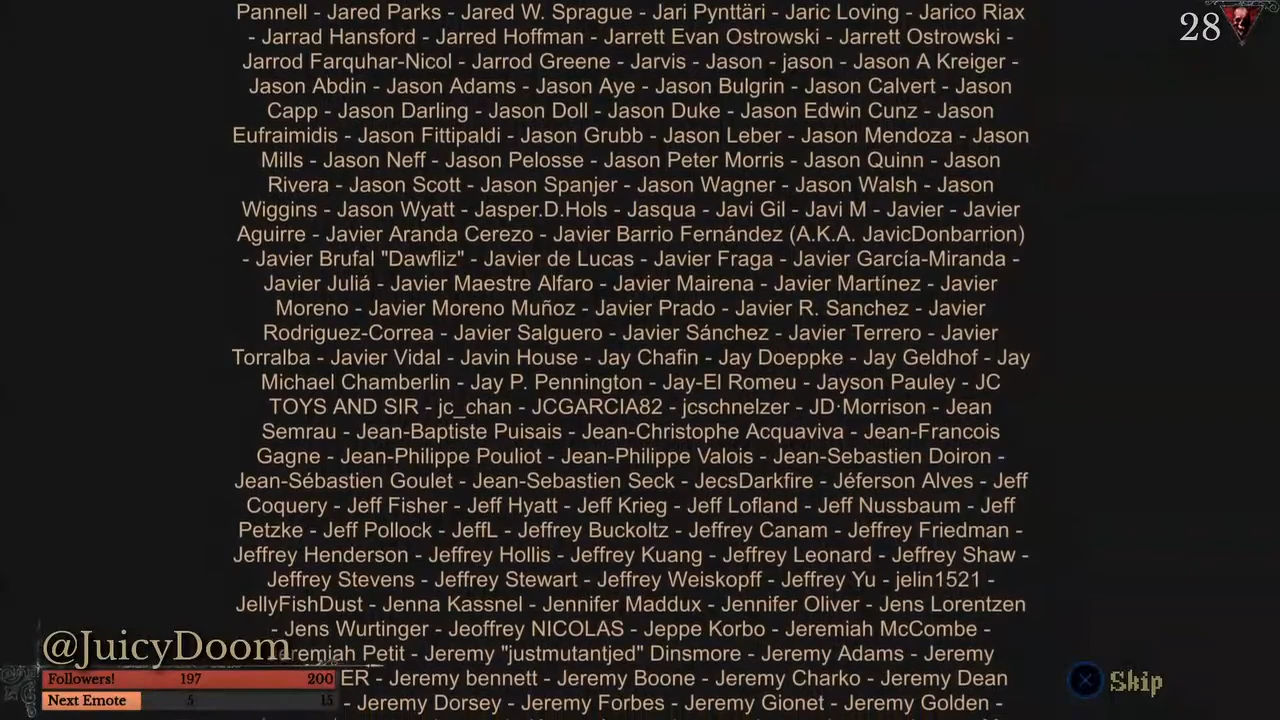 Pannell - Jared Parks - Jared W. Sprague - Jari Pynttäri - Jaric Loving - Jarico Riax
28
- Jarrad Hansford - Jarred Hoffman - Jarrett Evan Ostrowski - Jarrett Ostrowski -
Jarrod Farquhar-Nicol - Jarrod Greene - Jarvis - Jason - jason - Jason A Kreiger -
Jason Abdin - Jason Adams - Jason Aye - Jason Bulgrin - Jason Calvert - Jason
Capp - Jason Darling - Jason Doll - Jason Duke - Jason Edwin Cunz - Jason
Eufraimidis - Jason Fittipaldi - Jason Grubb - Jason Leber - Jason Mendoza - Jason
Mills - Jason Neff - Jason Pelosse - Jason Peter Morris - Jason Quinn - Jason
Rivera - Jason Scott - Jason Spanjer - Jason Wagner - Jason Walsh - Jason
Wiggins - Jason Wyatt - Jasper.D.Hols - Jasqua - Javi Gil - Javi M - Javier - Javier
Aguirre - Javier Aranda Cerezo - Javier Barrio Fernández (A.K.A. JavicDonbarrion)
- Javier Brufal "Dawfliz" - Javier de Lucas - Javier Fraga - Javier García-Miranda -
Javier Juliá - Javier Maestre Alfaro - Javier Mairena - Javier Martínez - Javier
Moreno - Javier Moreno Muñoz - Javier Prado - Javier R. Sanchez - Javier
Rodriguez-Correa - Javier Salguero - Javier Sánchez - Javier Terrero - Javier
Torralba - Javier Vidal - Javin House - Jay Chafin - Jay Doeppke - Jay Geldhof - Jay
Michael Chamberlin - Jay P. Pennington - Jay-El Romeu - Jayson Pauley - JC
TOYS AND SIR - jc_chan - JCGARCIA82 - jcschnelzer - JD·Morrison - Jean
Semrau - Jean-Baptiste Puisais - Jean-Christophe Acquaviva - Jean-Francois
Gagne - Jean-Philippe Pouliot - Jean-Philippe Valois - Jean-Sebastien Doiron -
Jean-Sébastien Goulet - Jean-Sebastien Seck - JecsDarkfire - Jéferson Alves - Jeff
Coquery - Jeff Fisher - Jeff Hyatt - Jeff Krieg - Jeff Lofland - Jeff Nussbaum - Jeff
Petzke - Jeff Pollock - JeffL - Jeffrey Buckoltz - Jeffrey Canam - Jeffrey Friedman -
Jeffrey Henderson - Jeffrey Hollis - Jeffrey Kuang - Jeffrey Leonard - Jeffrey Shaw -
Jeffrey Stevens - Jeffrey Stewart - Jeffrey Weiskopff - Jeffrey Yu - jelin1521 -
JellyFishDust - Jenna Kassnel - Jennifer Maddux - Jennifer Oliver - Jens Lorentzen
- Jens Wurtinger - Jeoffrey NICOLAS - Jeppe Korbo - Jeremiah McCombe -
@JuicyDoom
Petit - Jeremy "justmutantjed" Dinsmore - Jeremy Adams - Jeremy
Followers! 197 200
ER - Jeremy bennett - Jeremy Boone - Jeremy Charko - Jeremy Dean
Skip
Next Emote 5 15
- Jeremy Dorsey - Jeremy Forbes - Jeremy Gionet - Jeremy Golden -